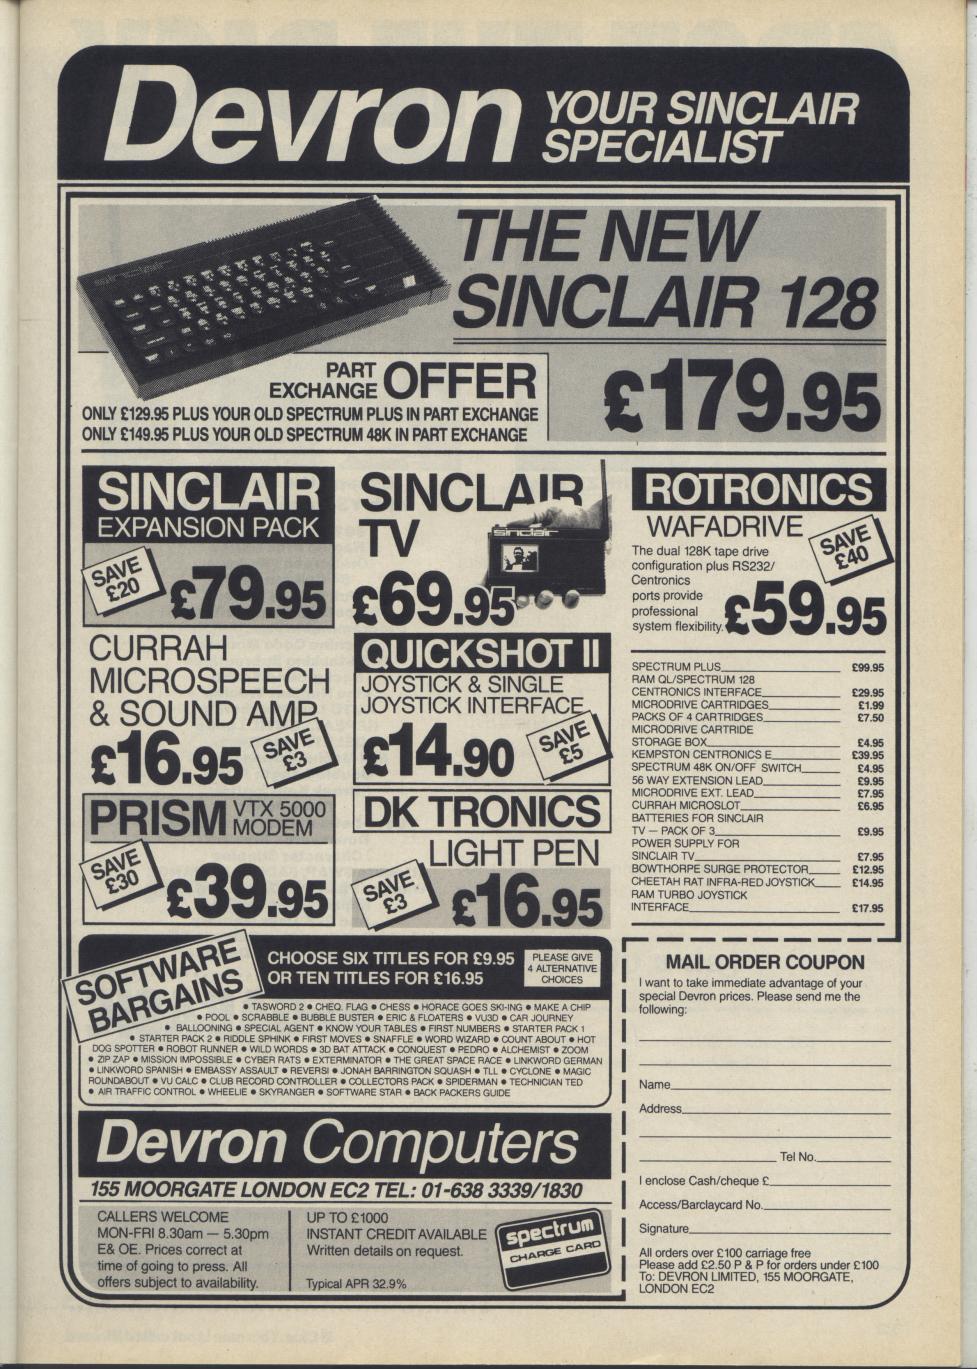 Devron YOUR SINCLAIR
SPECIALIST
THE NEW
SINCLAIR 128
sinclair
PART
EXCHANGE OFFER
ONLY £129.95 PLUS YOUR OLD SPECTRUM PLUS IN PART EXCHANGE
ONLY £149.95 PLUS YOUR OLD SPECTRUM 48K IN PART EXCHANGE
£179.95
SINCLAIR
EXPANSION PACK
SAVE
£20
£79.95
SINCLAIR
TV
sinclair
£69.95
ROTRONICS
WAFADRIVE
SAVE
£40
The dual 128K tape drive
configuration plus RS232/
Centronics
ports provide
professional
system flexibility.
£59.95
CURRAH
MICROSPEECH
& SOUND AMP
£16.95
SAVE
£3
QUICKSHOT II
JOYSTICK & SINGLE
JOYSTICK INTERFACE
£14.90
SAVE
£5
PRISM VTX 5000
MODEM
SAVE
£30
£39.95
DK TRONICS
LIGHT PEN
SAVE
£3
£16.95
SPECTRUM PLUS £99.95
RAM QL/SPECTRUM 128
CENTRONICS INTERFACE £29.95
MICRODRIVE CARTRIDGES £1.99
PACKS OF 4 CARTRIDGES £7.50
MICRODRIVE CARTRIDE
STORAGE BOX £4.95
KEMPSTON CENTRONICS E £39.95
SPECTRUM 48K ON/OFF SWITCH £4.95
56 WAY EXTENSION LEAD £9.95
MICRODRIVE EXT. LEAD £7.95
CURRAH MICROSLOT £6.95
BATTERIES FOR SINCLAIR
TV — PACK OF 3 £9.95
POWER SUPPLY FOR
SINCLAIR TV £7.95
BOWTHORPE SURGE PROTECTOR £12.95
CHEETAH RAT INFRA-RED JOYSTICK £14.95
RAM TURBO JOYSTICK
INTERFACE £17.95
SOFTWARE
BARGAINS
CHOOSE SIX TITLES FOR £9.95
OR TEN TITLES FOR £16.95
PLEASE GIVE
4 ALTERNATIVE
CHOICES
● TASWORD 2 ● CHEQ. FLAG ● CHESS ● HORACE GOES SKI-ING ● MAKE A CHIP
● POOL ● SCRABBLE ● BUBBLE BUSTER ● ERIC & FLOATERS ● VU3D ● CAR JOURNEY
● BALLOONING ● SPECIAL AGENT ● KNOW YOUR TABLES ● FIRST NUMBERS ● STARTER PACK 1
● STARTER PACK 2 ● RIDDLE SPHINK ● FIRST MOVES ● SNAFFLE ● WORD WIZARD ● COUNT ABOUT ● HOT
DOG SPOTTER ● ROBOT RUNNER ● WILD WORDS ● 3D BAT ATTACK ● CONQUEST ● PEDRO ● ALCHEMIST ● ZOOM
● ZIP ZAP ● MISSION IMPOSSIBLE ● CYBER RATS ● EXTERMINATOR ● THE GREAT SPACE RACE ● LINKWORD GERMAN
● LINKWORD SPANISH ● EMBASSY ASSAULT ● REVERSI ● JONAH BARRINGTON SQUASH ● TLL ● CYCLONE ● MAGIC
ROUNDABOUT ● VU CALC ● CLUB RECORD CONTROLLER ● COLLECTORS PACK ● SPIDERMAN ● TECHNICIAN TED
● AIR TRAFFIC CONTROL ● WHEELIE ● SKYRANGER ● SOFTWARE STAR ● BACK PACKERS GUIDE
Devron Computers
155 MOORGATE LONDON EC2 TEL: 01-638 3339/1830
CALLERS WELCOME
MON-FRI 8.30am — 5.30pm
E& OE. Prices correct at
time of going to press. All
offers subject to availability.
UP TO £1000
INSTANT CREDIT AVAILABLE
Written details on request.
Typical APR 32.9%
spectrum
CHARGE CARD
MAIL ORDER COUPON
I want to take immediate advantage of your
special Devron prices. Please send me the
following:
Name
Address
Tel No.
I enclose Cash/cheque £
Access/Barclaycard No.
Signature
All orders over £100 carriage free
Please add £2.50 P & P for orders under £100
To: DEVRON LIMITED, 155 MOORGATE,
LONDON EC2